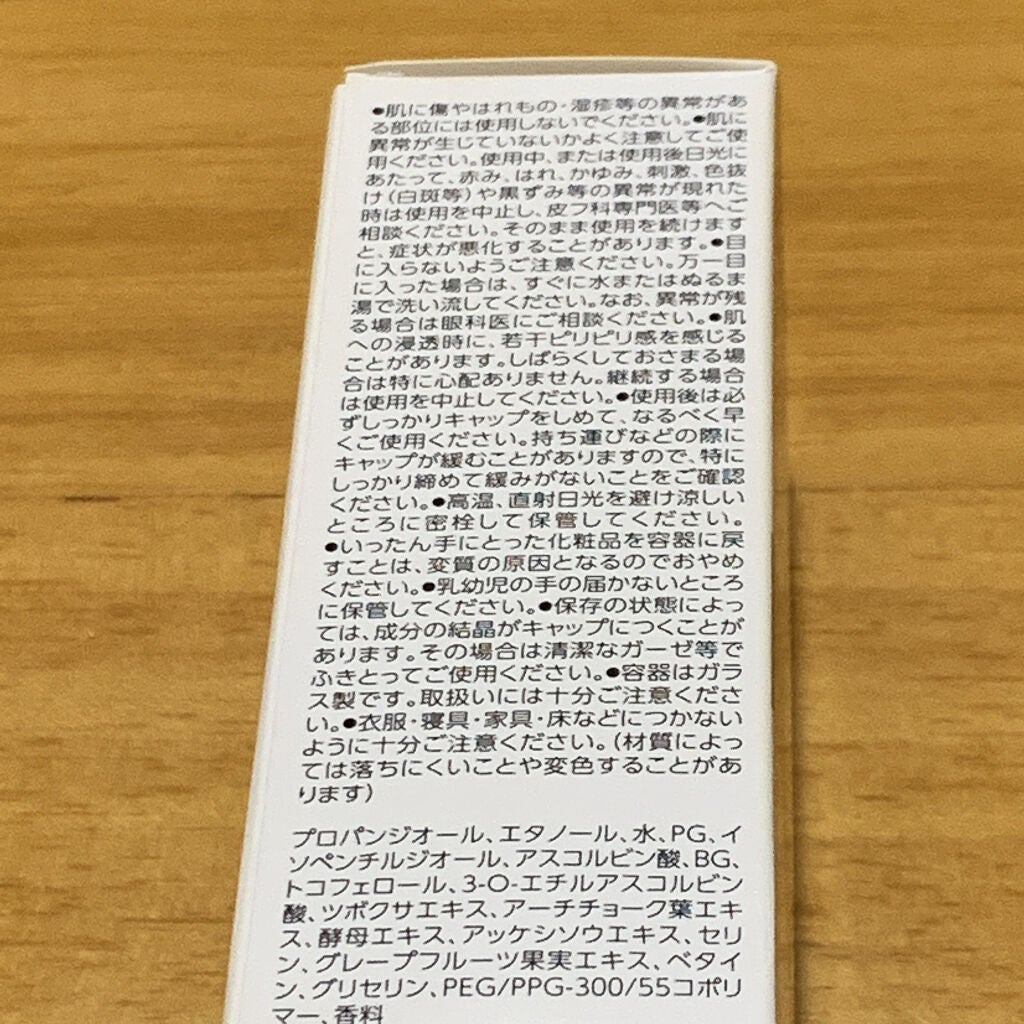 ●肌に傷やはれもの・湿疹等の異常があ
る部位には使用しないでください。●肌に
異常が生じていないかよく注意してご使
用ください。使用中、または使用後日光に
あたって、赤み、はれ、かゆみ、刺激、色抜
け(白斑等)や黒ずみ等の異常が現れた
時は使用を中止し、皮フ科専門医等へご
相談ください。そのまま使用を続けます
と、症状が悪化することがあります。●目
に入らないようご注意ください。万一目
に入った場合は、すぐに水またはぬるま
湯で洗い流してください。なお、異常が残
る場合は眼科医にご相談ください。●肌
への浸透時に、若干ピリピリ感を感じる
ことがあります。しばらくしておさまる場
合は特に心配ありません。継続する場合
は使用を中止してください。●使用後は必
ずしっかりキャップをしめて、なるべく早
くご使用ください。持ち運びなどの際に
キャップが緩むことがありますので、特に
しっかり締めて緩みがないことをご確認
ください。●高温、直射日光を避け涼しい
ところに密栓して保管してください。
●いったん手にとった化粧品を容器に戻
すことは、変質の原因となるのでおやめ
ください。●乳幼児の手の届かないところ
に保管してください。●保存の状態によっ
ては、成分の結晶がキャップにつくことが
あります。その場合は清潔なガーゼ等で
ふきとってご使用ください。●容器はガラ
ス製です。取扱いには十分ご注意くださ
い。●衣服・寝具・家具・床などにつかない
ように十分ご注意ください。(材質によっ
ては落ちにくいことや変色することがあ
ります)
プロパンジオール、エタノール、水、PG、イ
ソペンチルジオール、アスコルビン酸、BG、
トコフェロール、3-O-エチルアスコルビン
酸、ツボクサエキス、アーチチョーク葉エキ
ス、酵母エキス、アッケシソウエキス、セリ
ン、グレープフルーツ果実エキス、ベタイ
ン、グリセリン、PEG/PPG-300/55コポリ
マー、香料